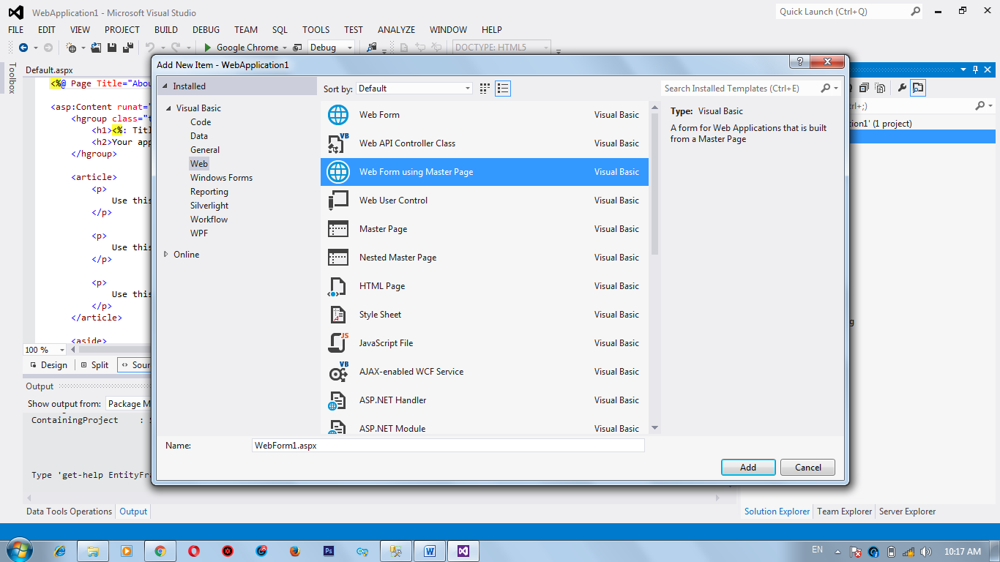 WebApplication1 - Microsoft Visual Studio
Quick Launch (Ctrl+Q)
FILE EDIT VIEW PROJECT BUILD DEBUG TEAM SQL TOOLS TEST ANALYZE WINDOW HELP
Google Chrome Debug DOCTYPE: HTML5
Toolbox
Default.aspx
<%@ Page Title="Abou
<asp:Content runat="
<hgroup class="t
<h1><%: Titl
<h2>Your app
</hgroup>
<article>
<p>
Use this
</p>
<p>
Use this
</p>
<p>
Use this
</p>
</article>
<aside>
100 %
Design Split Sour
Output
Show output from: Package M
ContainingProject :
Type 'get-help EntityFra
Data Tools Operations Output
Add New Item - WebApplication1
Installed
Visual Basic
Code
Data
General
Web
Windows Forms
Reporting
Silverlight
Workflow
WPF
Online
Sort by: Default
Search Installed Templates (Ctrl+E)
Web Form Visual Basic
VB
Web API Controller Class Visual Basic
Web Form using Master Page Visual Basic
Web User Control Visual Basic
Master Page Visual Basic
Nested Master Page Visual Basic
HTML Page Visual Basic
Style Sheet Visual Basic
JS
JavaScript File Visual Basic
VB
AJAX-enabled WCF Service Visual Basic
ASP.NET Handler Visual Basic
ASP.NET Module Visual Basic
Type: Visual Basic
A form for Web Applications that is built
from a Master Page
Name: WebForm1.aspx
Add Cancel
+;)
ion1' (1 project)
g
Solution Explorer Team Explorer Server Explorer
Ps
W
EN
10:17 AM